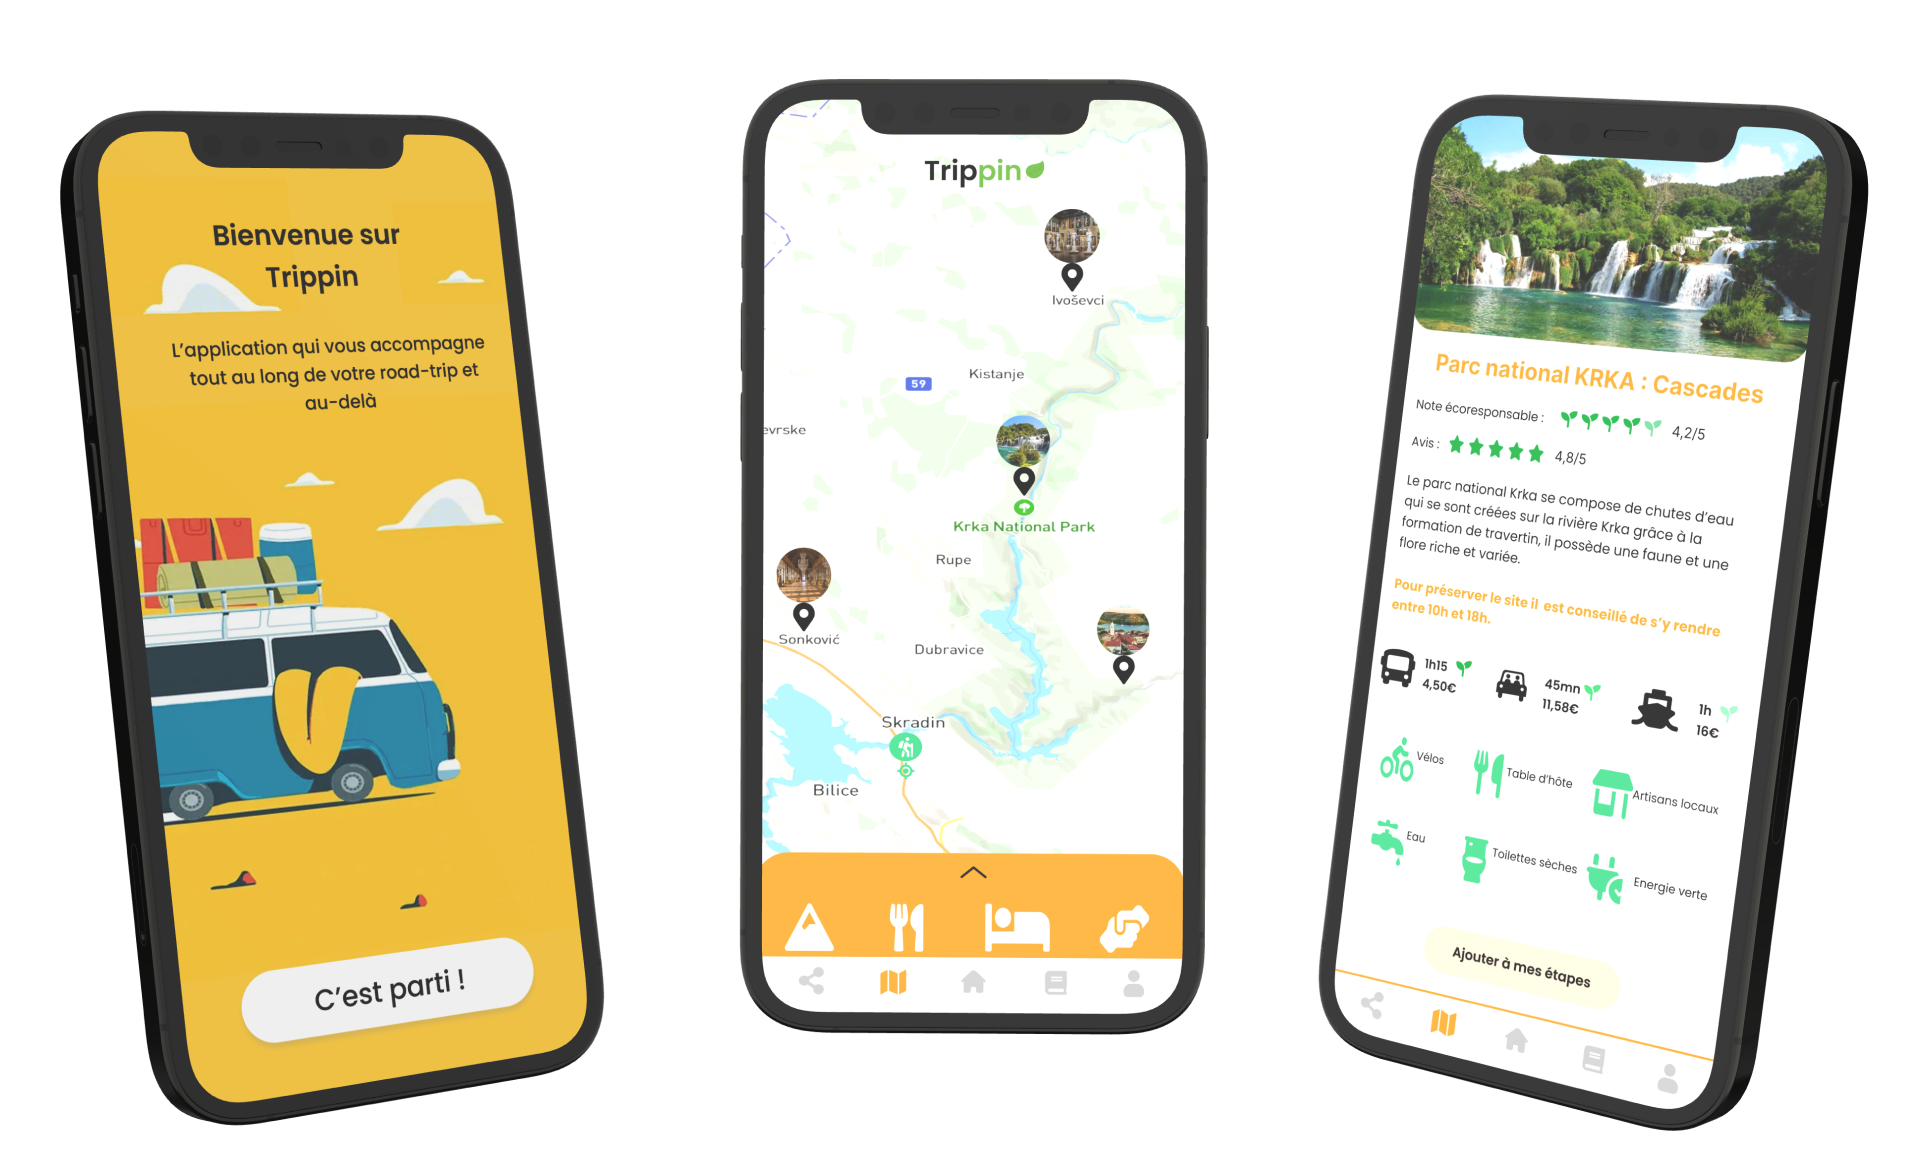 Bienvenue sur
Trippin
L'application qui vous accompagne
tout au long de votre road-trip et
au-delà
C'est parti !
Trippin
Ivoševci
Kistanje
59
evrske
Krka National Park
Rupe
Sonković
Dubravice
Skradin
Bilice
Parc national KRKA : Cascades
Note écoresponsable : 4,2/5
Avis : 4,8/5
Le parc national Krka se compose de chutes d'eau
qui se sont créées sur la rivière Krka grâce à la
formation de travertin, il possède une faune et une
flore riche et variée.
Pour préserver le site il est conseillé de s'y rendre
entre 10h et 18h.
1h15
4,50€
45mn
11,58€
1h
16€
Vélos
Table d'hôte
Artisans locaux
Eau
Toilettes sèches
Energie verte
Ajouter à mes étapes